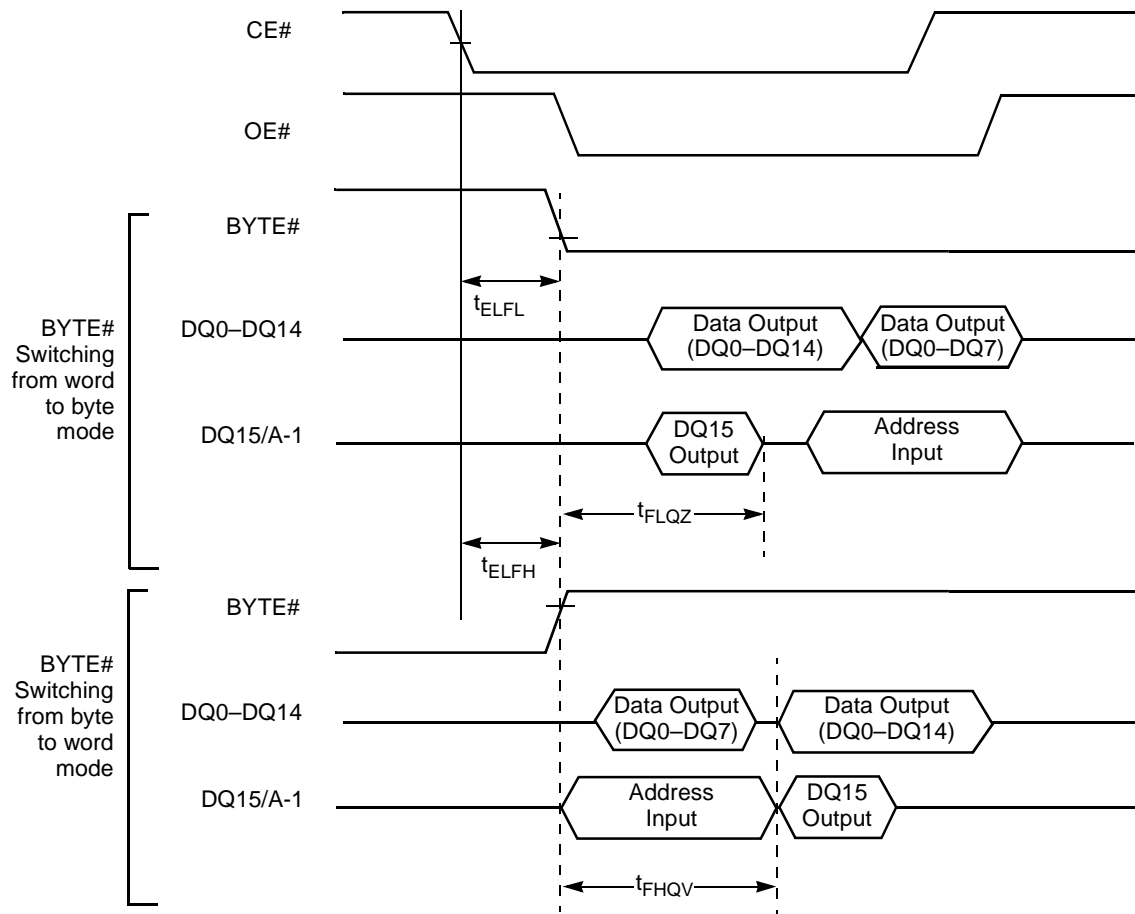 CE#
OE#
BYTE#
tELFL
BYTE#
Switching
from word
to byte
mode
DQ0–DQ14
Data Output
(DQ0–DQ14)
Data Output
(DQ0–DQ7)
DQ15/A-1
DQ15
Output
Address
Input
tFLQZ
tELFH
BYTE#
BYTE#
Switching
from byte
to word
mode
DQ0–DQ14
Data Output
(DQ0–DQ7)
Data Output
(DQ0–DQ14)
DQ15/A-1
Address
Input
DQ15
Output
tFHQV